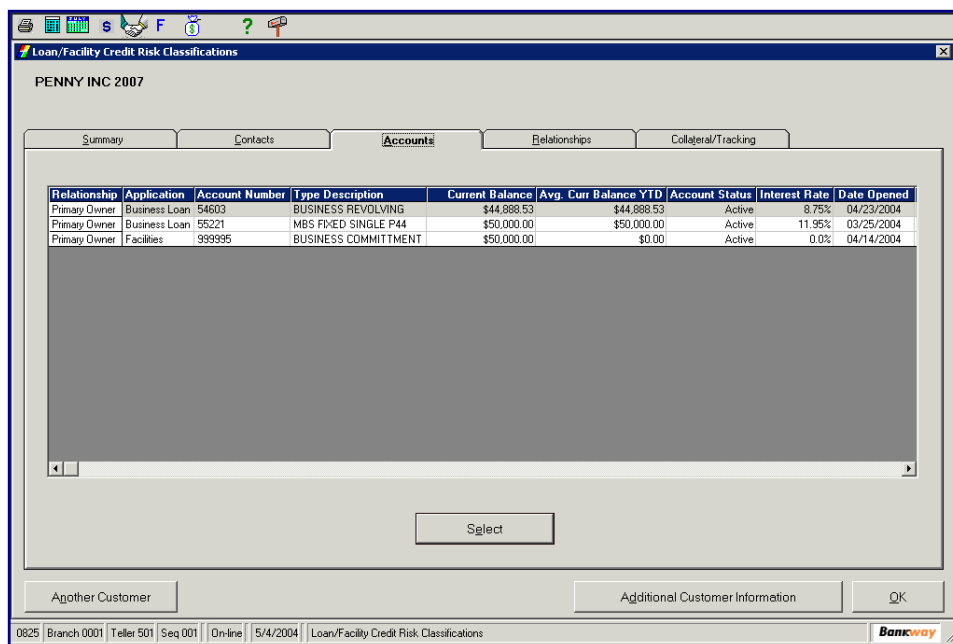 JULY S F $ ?
Loan/Facility Credit Risk Classifications
PENNY INC 2007
Summary Contacts Accounts Relationships Collateral/Tracking
Relationship Application Account Number Type Description Current Balance Avg. Curr Balance YTD Account Status Interest Rate Date Opened
Primary Owner Business Loan 54603 BUSINESS REVOLVING $44,888.53 $44,888.53 Active 8.75% 04/23/2004
Primary Owner Business Loan 55221 MBS FIXED SINGLE P44 $50,000.00 $50,000.00 Active 11.95% 03/25/2004
Primary Owner Facilities 999995 BUSINESS COMMITTMENT $50,000.00 $0.00 Active 0.0% 04/14/2004
Select
Another Customer Additional Customer Information OK
0825 Branch 0001 Teller 501 Seq 001 On-line 5/4/2004 Loan/Facility Credit Risk Classifications Bankway